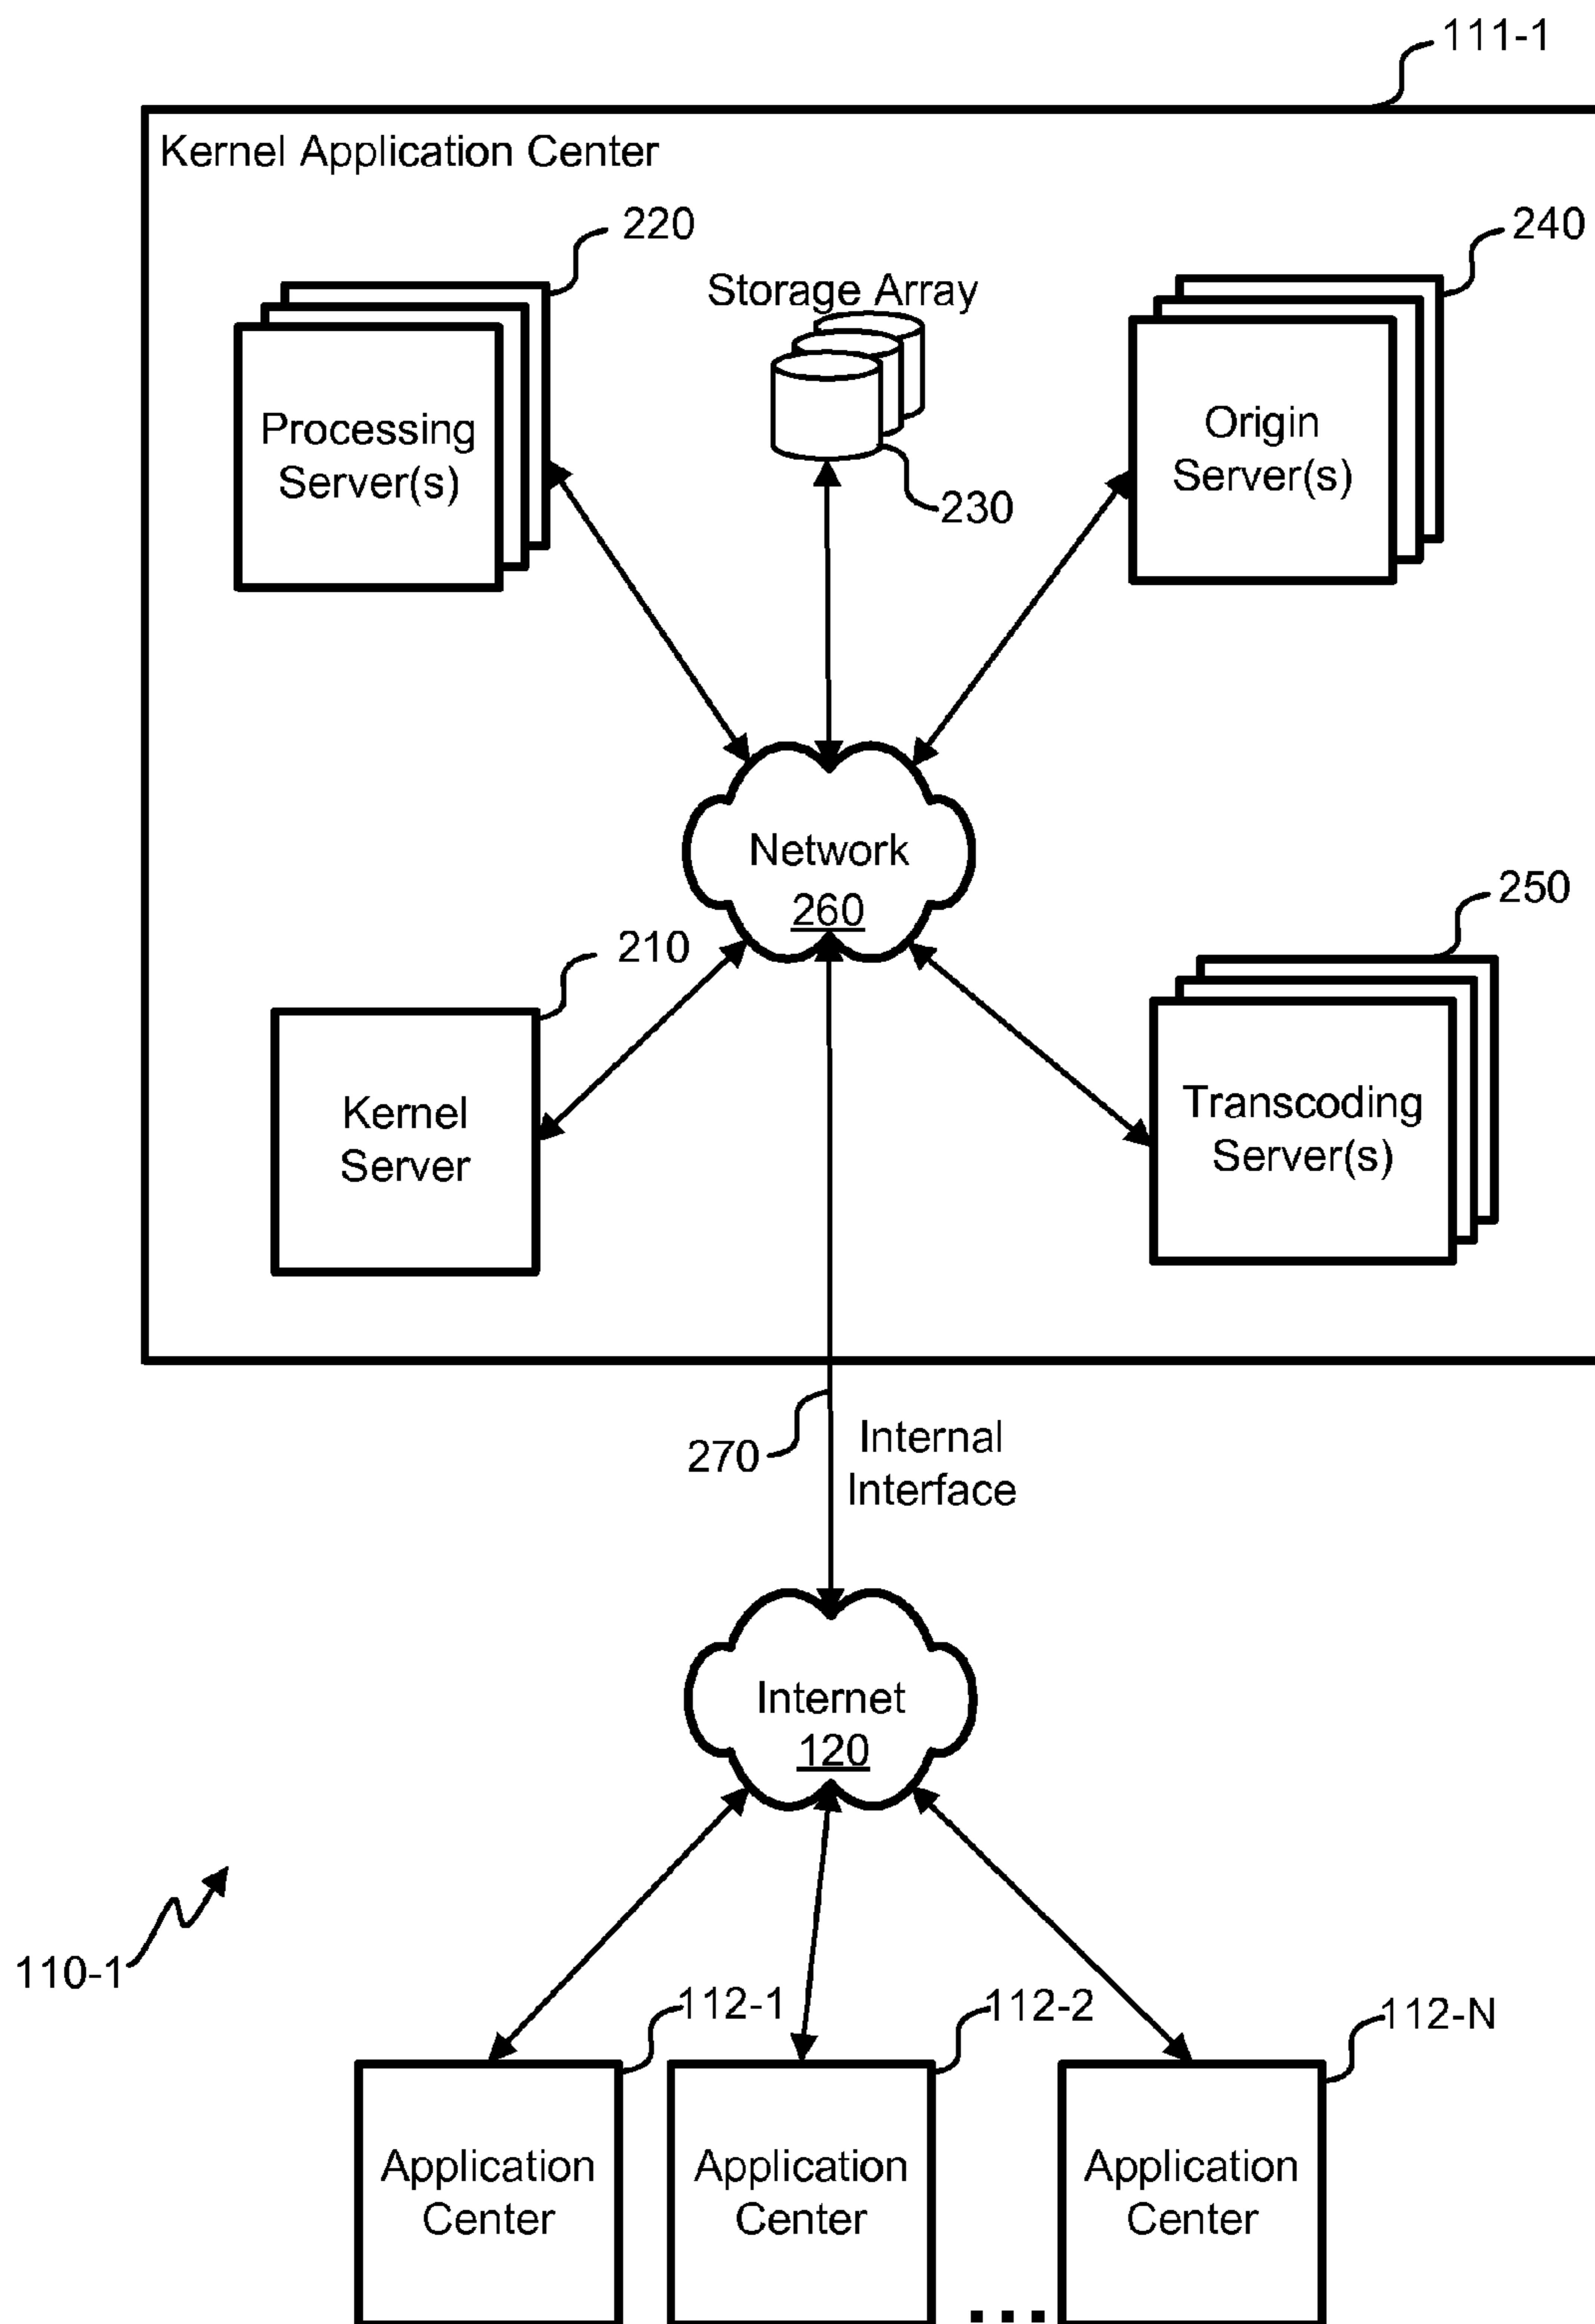 111-1
Kernel Application Center
220
240
Storage Array
Processing
Server(s)
Origin
Server(s)
230
Network
260
250
210
Kernel
Server
Transcoding
Server(s)
270
Internal
Interface
Internet
120
110-1
112-1
112-2
112-N
Application
Center
Application
Center
Application
Center
...